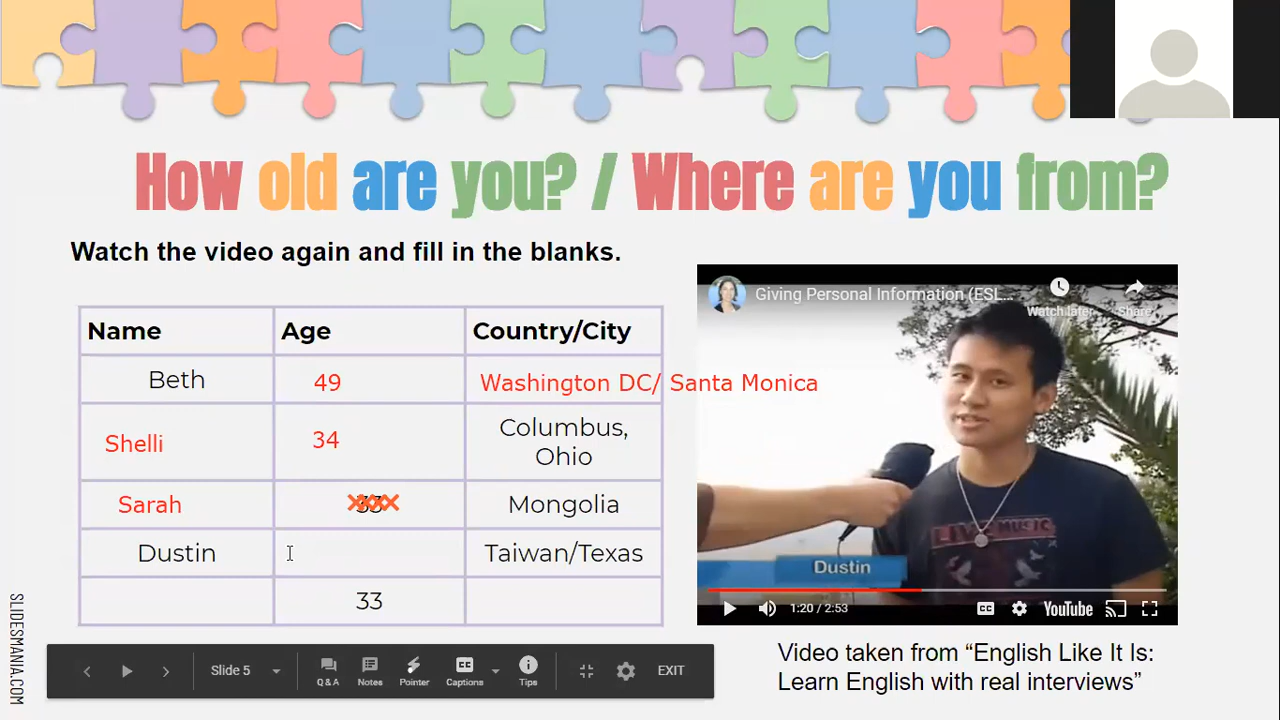 How old are you? / Where are you from?
Watch the video again and fill in the blanks.
Name Age Country/City
Beth 49 Washington DC/ Santa Monica
Shelli 34 Columbus,
Ohio
Sarah 33 Mongolia
Dustin Taiwan/Texas
33
Giving Personal Information (ESL...
Watch later Share
LIVE MUSIC
Dustin
1:20 / 2:53
CC
YouTube
Video taken from “English Like It Is:
Learn English with real interviews”
SLIDESMANIA.COM
Slide 5
Q & A Notes Pointer Captions Tips
EXIT